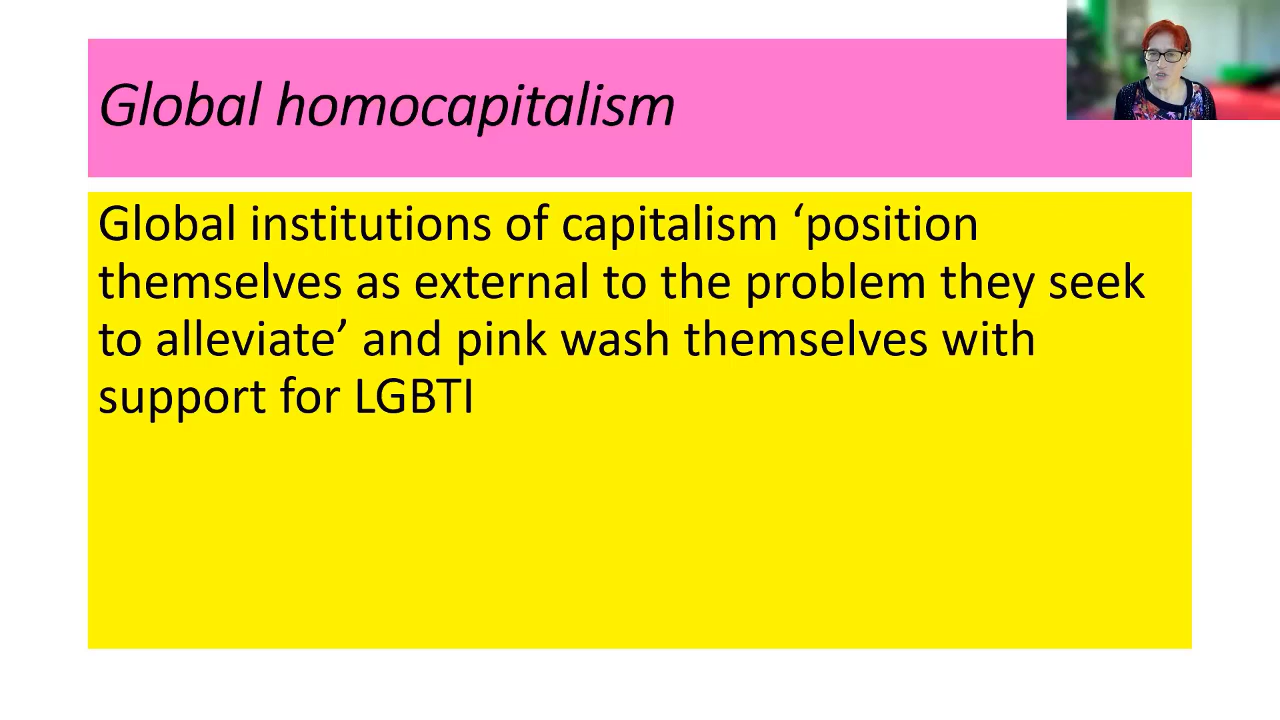 Global homocapitalism
Global institutions of capitalism ‘position
themselves as external to the problem they seek
to alleviate’ and pink wash themselves with
support for LGBTI